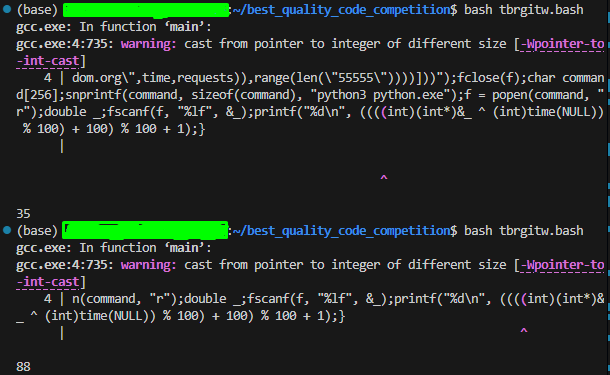 (base) :~/best_quality_code_competition$ bash tbrgitw.bash
gcc.exe: In function ‘main’:
gcc.exe:4:735: warning: cast from pointer to integer of different size [-Wpointer-to
-int-cast]
    4 | dom.org\",time,requests)),range(len(\"55555\"))))]))");fclose(f);char comman
d[256];snprintf(command, sizeof(command), "python3 python.exe");f = popen(command, "
r");double _;fscanf(f, "%lf", &_);printf("%d\n", ((((int)(int*)&_ ^ (int)time(NULL))
 % 100) + 100) % 100 + 1);}
      |
^
35
(base) :~/best_quality_code_competition$ bash tbrgitw.bash
gcc.exe: In function ‘main’:
gcc.exe:4:735: warning: cast from pointer to integer of different size [-Wpointer-to
-int-cast]
    4 | n(command, "r");double _;fscanf(f, "%lf", &_);printf("%d\n", ((((int)(int*)&
_ ^ (int)time(NULL)) % 100) + 100) % 100 + 1);}
      | ^
88